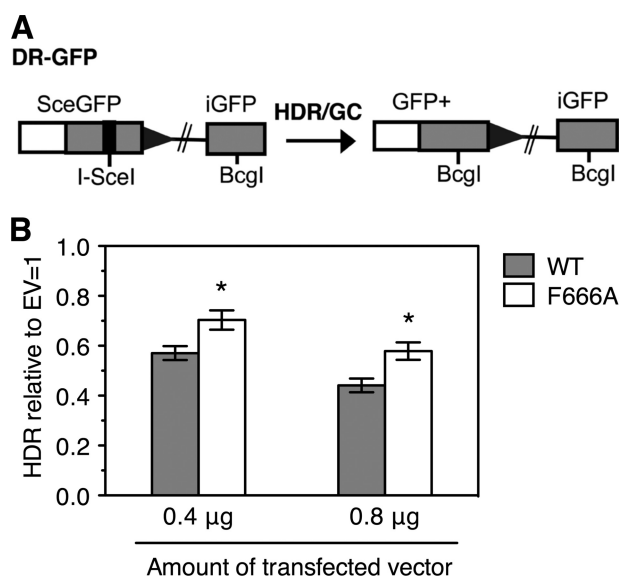 A
DR-GFP
SceGFP iGFP HDR/GC GFP+ iGFP
I-SceI BcgI BcgI BcgI
B
HDR relative to EV=1
1.0
0.8
0.6
0.4
0.2
0.0
* *
WT
F666A
0.4 µg 0.8 µg
Amount of transfected vector